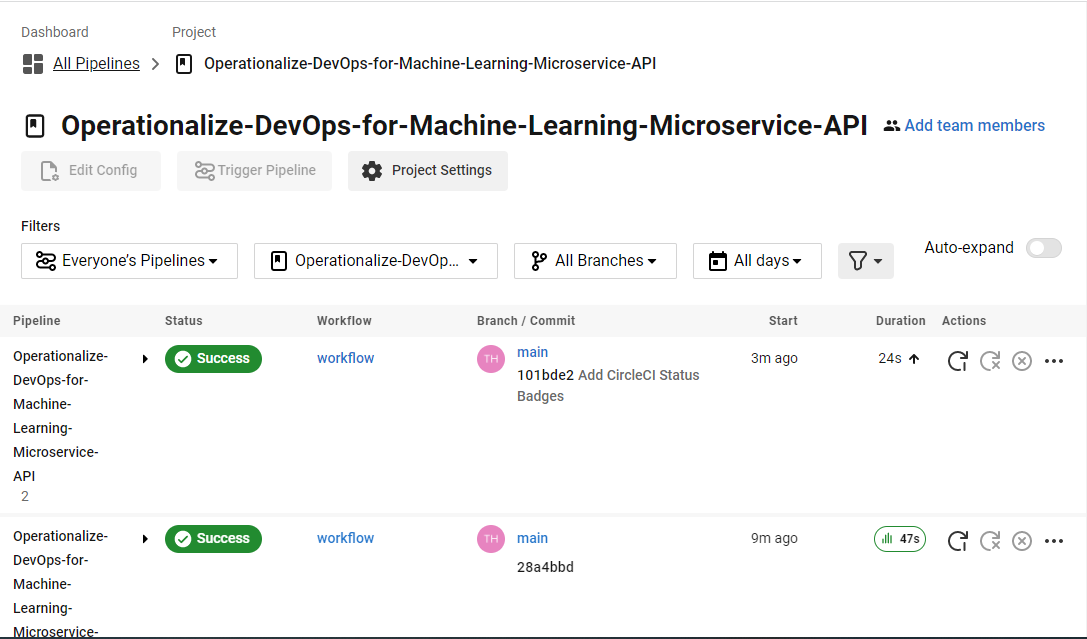 Dashboard Project
All Pipelines Operationalize-DevOps-for-Machine-Learning-Microservice-API
Operationalize-DevOps-for-Machine-Learning-Microservice-API Add team members
Edit Config Trigger Pipeline Project Settings
Filters
Everyone's Pipelines Operationalize-DevOp... All Branches All days Auto-expand
Pipeline Status Workflow Branch / Commit Start Duration Actions
Operationalize-
DevOps-for-
Machine-
Learning-
Microservice-
API
2
Success
workflow
TH
main
101bde2 Add CircleCI Status
Badges
3m ago
24s
Operationalize-
DevOps-for-
Machine-
Learning-
Microservice-
Success
workflow
TH
main
28a4bbd
9m ago
47s